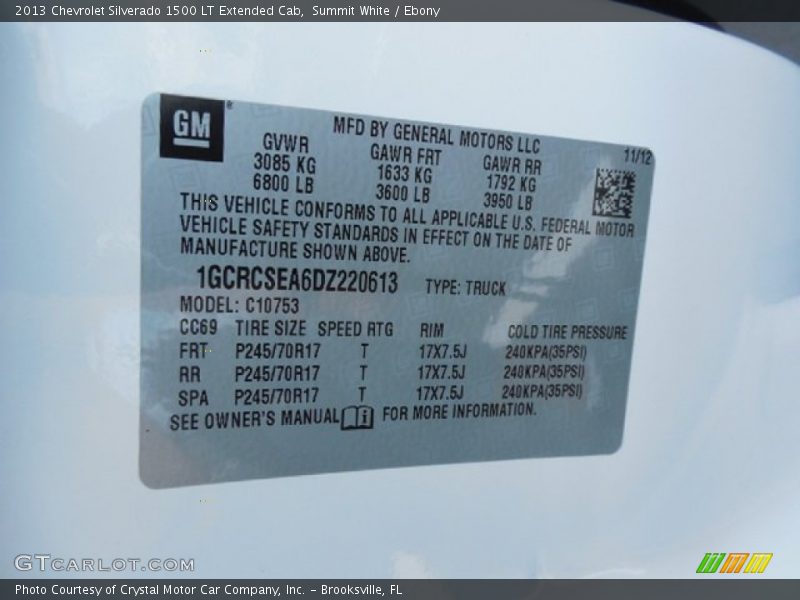 2013 Chevrolet Silverado 1500 LT Extended Cab, Summit White / Ebony
GM®
MFD BY GENERAL MOTORS LLC
11/12
GVWR GAWR FRT GAWR RR
3085 KG 1633 KG 1792 KG
6800 LB 3600 LB 3950 LB
THIS VEHICLE CONFORMS TO ALL APPLICABLE U.S. FEDERAL MOTOR
VEHICLE SAFETY STANDARDS IN EFFECT ON THE DATE OF
MANUFACTURE SHOWN ABOVE.
1GCRCSEA6DZ220613 TYPE: TRUCK
MODEL: C10753
CC69 TIRE SIZE SPEED RTG RIM COLD TIRE PRESSURE
FRT P245/70R17 T 17X7.5J 240KPA(35PSI)
RR P245/70R17 T 17X7.5J 240KPA(35PSI)
SPA P245/70R17 T 17X7.5J 240KPA(35PSI)
SEE OWNER'S MANUAL FOR MORE INFORMATION.
GTCARLOT.COM
Photo Courtesy of Crystal Motor Car Company, Inc. – Brooksville, FL